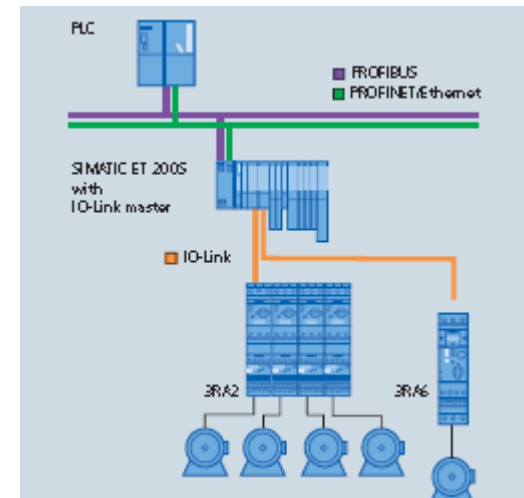 PLC
PROFIBUS
PROFINET/Ethernet
SIMATIC ET 200S
with
IO-Link master
IO-Link
3RA2
3RA6